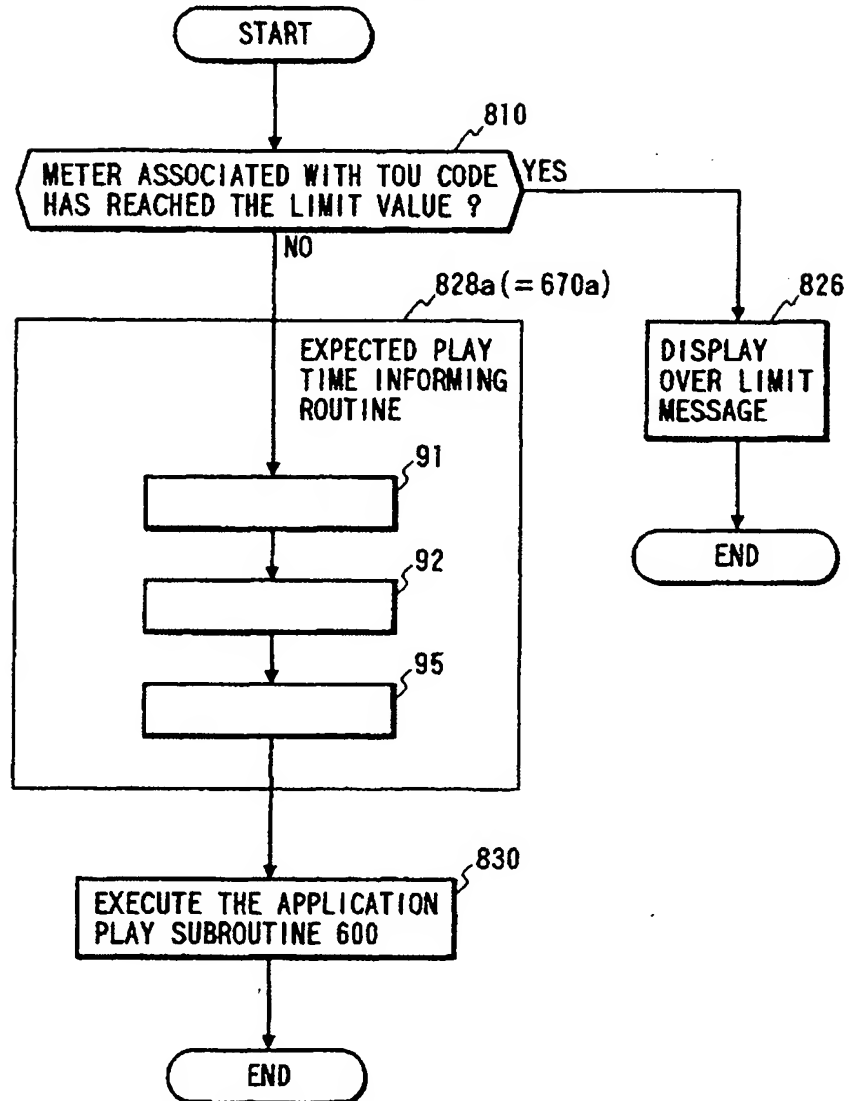 START
810
METER ASSOCIATED WITH TOU CODE
HAS REACHED THE LIMIT VALUE ?
YES
NO
828a(=670a)
826
EXPECTED PLAY
TIME INFORMING
ROUTINE
DISPLAY
OVER LIMIT
MESSAGE
91
92
END
95
830
EXECUTE THE APPLICATION
PLAY SUBROUTINE 600
END